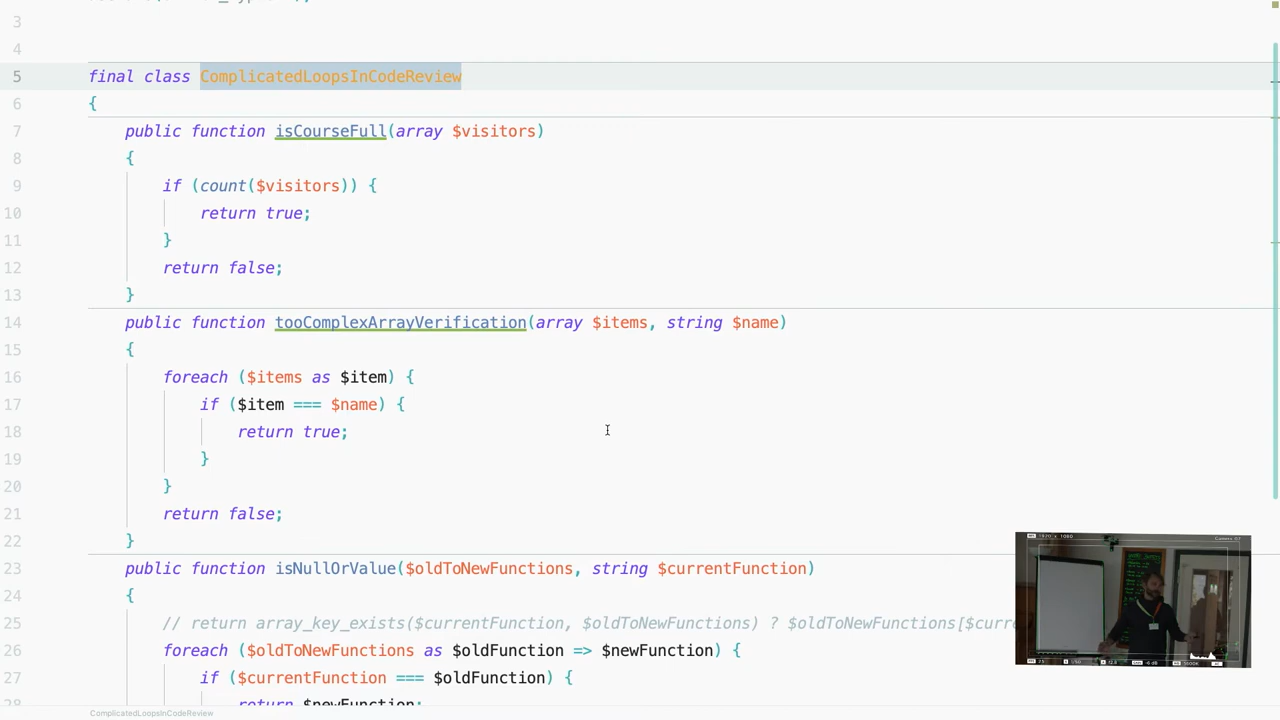 3
4
5 final class ComplicatedLoopsInCodeReview
6 {
7 public function isCourseFull(array $visitors)
8 {
9 if (count($visitors)) {
10 return true;
11 }
12 return false;
13 }
14 public function tooComplexArrayVerification(array $items, string $name)
15 {
16 foreach ($items as $item) {
17 if ($item === $name) {
18 return true;
19 }
20 }
21 return false;
22 }
23 public function isNullOrValue($oldToNewFunctions, string $currentFunction)
24 {
25 // return array_key_exists($currentFunction, $oldToNewFunctions) ? $oldToNewFunctions[$curre
26 foreach ($oldToNewFunctions as $oldFunction => $newFunction) {
27 if ($currentFunction === $oldFunction) {
28 return $newFunction;
ComplicatedLoopsInCodeReview